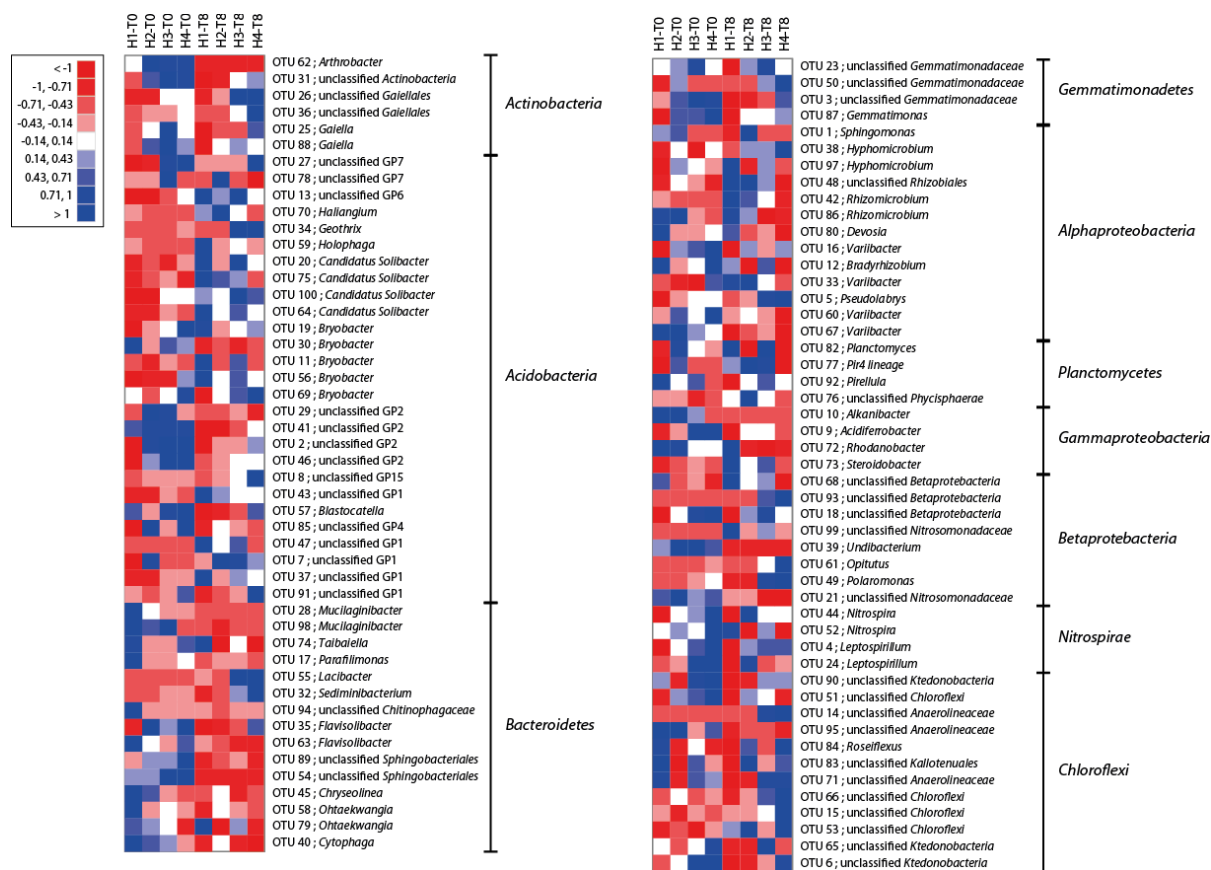 H1-T0
H2-T0
H3-T0
H4-T0
H1-T8
H2-T8
H3-T8
H4-T8
< -1
-1, -0.71
-0.71, -0.43
-0.43, -0.14
-0.14, 0.14
0.14, 0.43
0.43, 0.71
0.71, 1
> 1
OTU 62 ; Arthrobacter
OTU 31 ; unclassified Actinobacteria
OTU 26 ; unclassified Gaiellales
OTU 36 ; unclassified Gaiellales
OTU 25 ; Gaiella
OTU 88 ; Gaiella
OTU 27 ; unclassified GP7
OTU 78 ; unclassified GP7
OTU 13 ; unclassified GP6
OTU 70 ; Haliangium
OTU 34 ; Geothrix
OTU 59 ; Holophaga
OTU 20 ; Candidatus Solibacter
OTU 75 ; Candidatus Solibacter
OTU 100 ; Candidatus Solibacter
OTU 64 ; Candidatus Solibacter
OTU 19 ; Bryobacter
OTU 30 ; Bryobacter
OTU 11 ; Bryobacter
OTU 56 ; Bryobacter
OTU 69 ; Bryobacter
OTU 29 ; unclassified GP2
OTU 41 ; unclassified GP2
OTU 2 ; unclassified GP2
OTU 46 ; unclassified GP2
OTU 8 ; unclassified GP15
OTU 43 ; unclassified GP1
OTU 57 ; Blastocatella
OTU 85 ; unclassified GP4
OTU 47 ; unclassified GP1
OTU 7 ; unclassified GP1
OTU 37 ; unclassified GP1
OTU 91 ; unclassified GP1
OTU 28 ; Mucilaginibacter
OTU 98 ; Mucilaginibacter
OTU 74 ; Taibaiella
OTU 17 ; Parafilimonas
OTU 55 ; Lacibacter
OTU 32 ; Sediminibacterium
OTU 94 ; unclassified Chitinophagaceae
OTU 35 ; Flavisolibacter
OTU 63 ; Flavisolibacter
OTU 89 ; unclassified Sphingobacteriales
OTU 54 ; unclassified Sphingobacteriales
OTU 45 ; Chryseolinea
OTU 58 ; Ohtaekwangia
OTU 79 ; Ohtaekwangia
OTU 40 ; Cytophaga
Actinobacteria
Acidobacteria
Bacteroidetes
H1-T0
H2-T0
H3-T0
H4-T0
H1-T8
H2-T8
H3-T8
H4-T8
OTU 23 ; unclassified Gemmatimonadaceae
OTU 50 ; unclassified Gemmatimonadaceae
OTU 3 ; unclassified Gemmatimonadaceae
OTU 87 ; Gemmatimonas
OTU 1 ; Sphingomonas
OTU 38 ; Hyphomicrobium
OTU 97 ; Hyphomicrobium
OTU 48 ; unclassified Rhizobiales
OTU 42 ; Rhizomicrobium
OTU 86 ; Rhizomicrobium
OTU 80 ; Devosia
OTU 16 ; Variibacter
OTU 12 ; Bradyrhizobium
OTU 33 ; Variibacter
OTU 5 ; Pseudolabrys
OTU 60 ; Variibacter
OTU 67 ; Variibacter
OTU 82 ; Planctomyces
OTU 77 ; Pir4 lineage
OTU 92 ; Pirellula
OTU 76 ; unclassified Phycisphaerae
OTU 10 ; Alkanibacter
OTU 9 ; Acidiferrobacter
OTU 72 ; Rhodanobacter
OTU 73 ; Steroidobacter
OTU 68 ; unclassified Betaprotebacteria
OTU 93 ; unclassified Betaprotebacteria
OTU 18 ; unclassified Betaprotebacteria
OTU 99 ; unclassified Nitrosomonadaceae
OTU 39 ; Undibacterium
OTU 61 ; Opitutus
OTU 49 ; Polaromonas
OTU 21 ; unclassified Nitrosomonadaceae
OTU 44 ; Nitrospira
OTU 52 ; Nitrospira
OTU 4 ; Leptospirillum
OTU 24 ; Leptospirillum
OTU 90 ; unclassified Ktedonobacteria
OTU 51 ; unclassified Chloroflexi
OTU 14 ; unclassified Anaerolineaceae
OTU 95 ; unclassified Anaerolineaceae
OTU 84 ; Roseiflexus
OTU 83 ; unclassified Kallotenuales
OTU 71 ; unclassified Anaerolineaceae
OTU 66 ; unclassified Chloroflexi
OTU 15 ; unclassified Chloroflexi
OTU 53 ; unclassified Chloroflexi
OTU 65 ; unclassified Ktedonobacteria
OTU 6 ; unclassified Ktedonobacteria
Gemmatimonadetes
Alphaproteobacteria
Planctomycetes
Gammaproteobacteria
Betaprotebacteria
Nitrospirae
Chloroflexi